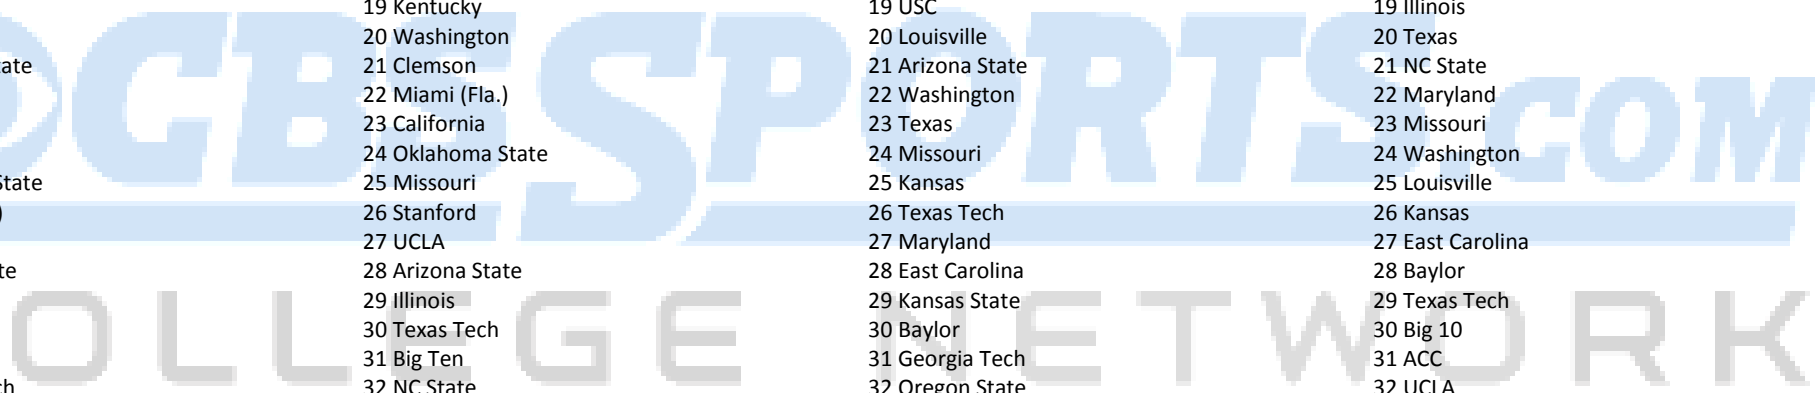 19 Kentucky
20 Washington
21 Clemson
22 Miami (Fla.)
23 California
24 Oklahoma State
25 Missouri
26 Stanford
27 UCLA
28 Arizona State
29 Illinois
30 Texas Tech
31 Big Ten
32 NC State
19 USC
20 Louisville
21 Arizona State
22 Washington
23 Texas
24 Missouri
25 Kansas
26 Texas Tech
27 Maryland
28 East Carolina
29 Kansas State
30 Baylor
31 Georgia Tech
32 Oregon State
19 Illinois
20 Texas
21 NC State
22 Maryland
23 Missouri
24 Washington
25 Louisville
26 Kansas
27 East Carolina
28 Baylor
29 Texas Tech
30 Big 10
31 ACC
32 UCLA
CBSSPORTS.COM
OLLEGE NETWORK